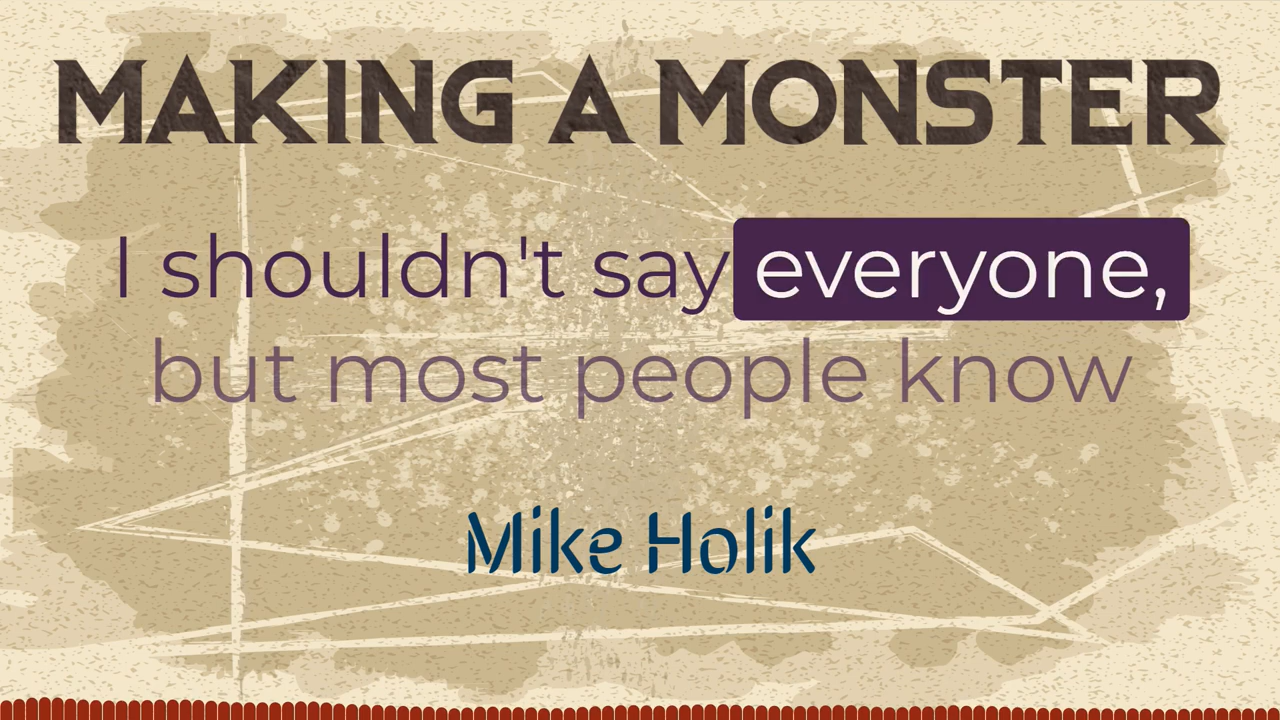 MAKING A MONSTER
I shouldn't say everyone,
but most people know
Mike Holik